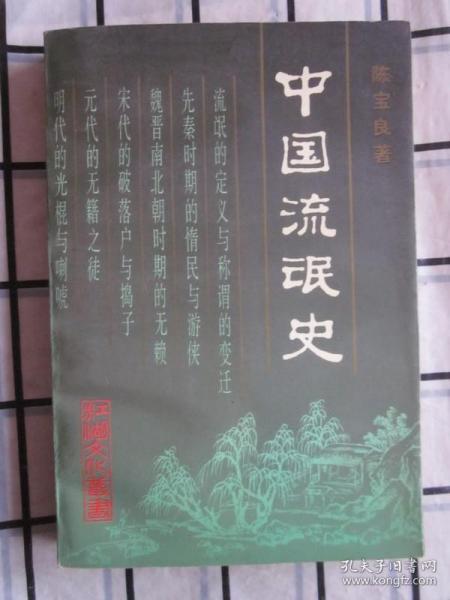 陈宝良著
中国流氓史
流氓的定义与称谓的变迁
先秦时期的惰民与游侠
魏晋南北朝时期的无赖
宋代的破落户与捣子
元代的无籍之徒
明代的光棍与喇唬
江湖文化丛书
孔夫子旧书网
www.kongfz.com